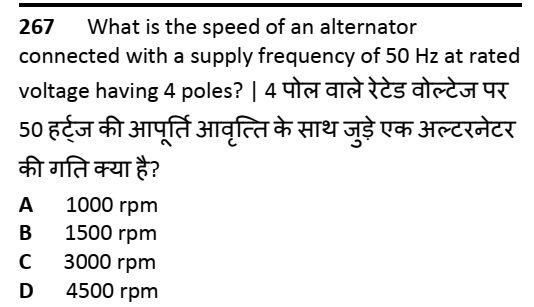 267 What is the speed of an alternator
connected with a supply frequency of 50 Hz at rated
voltage having 4 poles? | 4 पोल वाले रेटेड वोल्टेज पर
50 हर्ट्ज की आपूर्ति आवृत्ति के साथ जुड़े एक अल्टरनेटर
की गति क्या है?
A 1000 rpm
B 1500 rpm
C 3000 rpm
D 4500 rpm